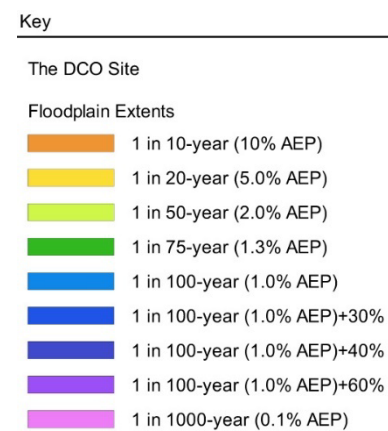 Key
The DCO Site
Floodplain Extents
1 in 10-year (10% AEP)
1 in 20-year (5.0% AEP)
1 in 50-year (2.0% AEP)
1 in 75-year (1.3% AEP)
1 in 100-year (1.0% AEP)
1 in 100-year (1.0% AEP)+30%
1 in 100-year (1.0% AEP)+40%
1 in 100-year (1.0% AEP)+60%
1 in 1000-year (0.1% AEP)